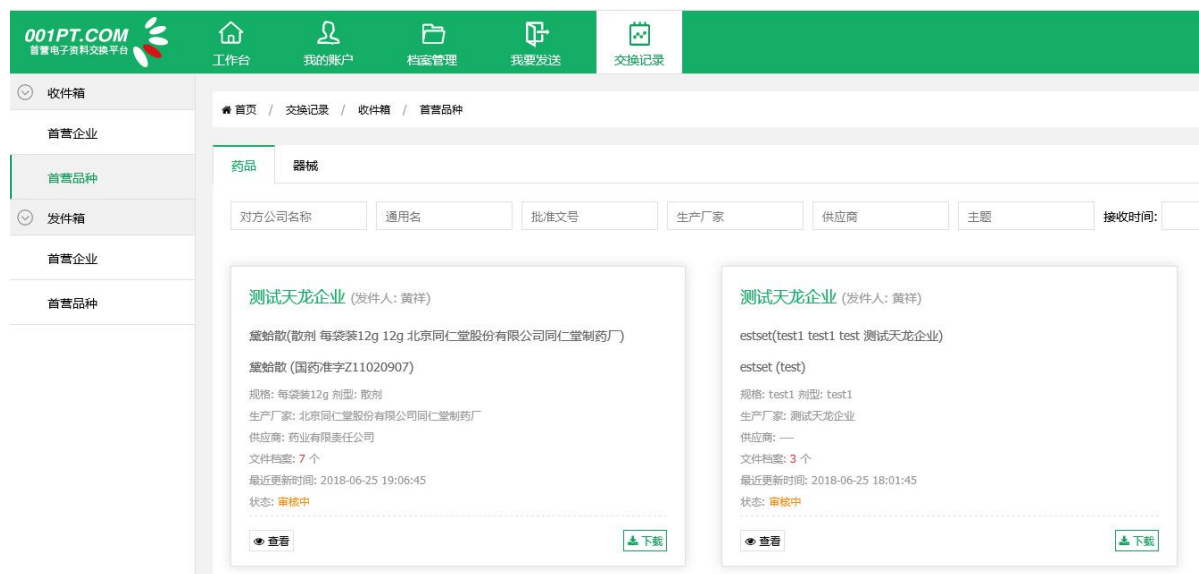 001PT.COM
首营电子资料交换平台
工作台 我的账户 档案管理 我要发送 交换记录
收件箱
首营企业
首营品种
发件箱
首营企业
首营品种
首页 / 交换记录 / 收件箱 / 首营品种
药品 器械
对方公司名称 通用名 批准文号 生产厂家 供应商 主题 接收时间:
测试天龙企业 (发件人: 黄祥)
黛蛤散(散剂 每袋装12g 12g 北京同仁堂股份有限公司同仁堂制药厂)
黛蛤散 (国药准字Z11020907)
规格: 每袋装12g 剂型: 散剂
生产厂家: 北京同仁堂股份有限公司同仁堂制药厂
供应商: 药业有限责任公司
文件档案: 7 个
最近更新时间: 2018-06-25 19:06:45
状态: 审核中
查看 下载
测试天龙企业 (发件人: 黄祥)
estset(test1 test1 test 测试天龙企业)
estset (test)
规格: test1 剂型: test1
生产厂家: 测试天龙企业
供应商: ----
文件档案: 3 个
最近更新时间: 2018-06-25 18:01:45
状态: 审核中
查看 下载